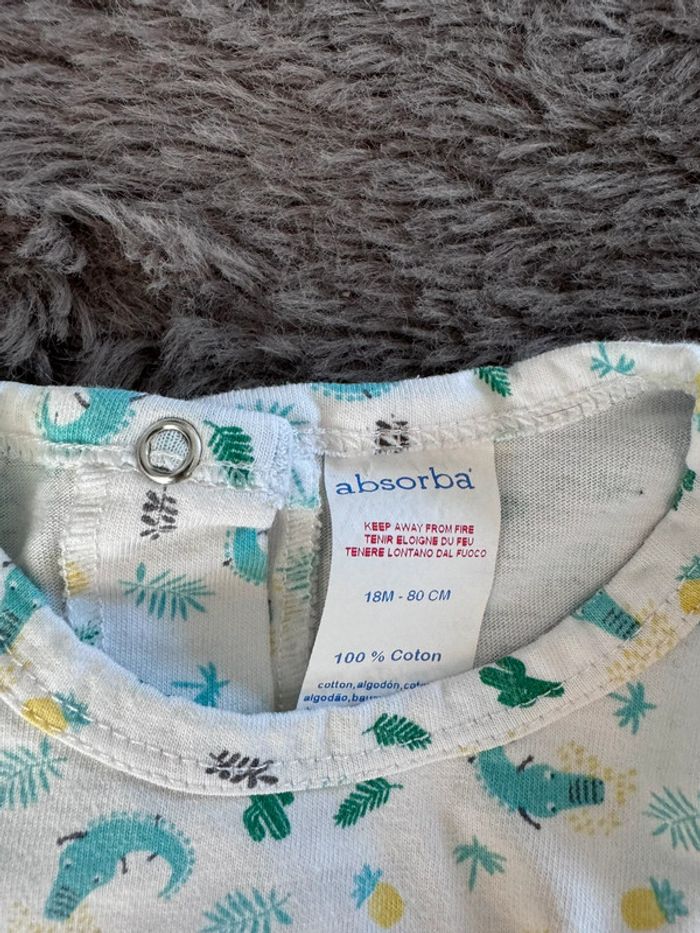 absorba
KEEP AWAY FROM FIRE
TENIR ELOIGNE DU FEU
TENERE LONTANO DAL FUOCO
18M - 80 CM
100 % Coton
cotton,algodón,
algodão,